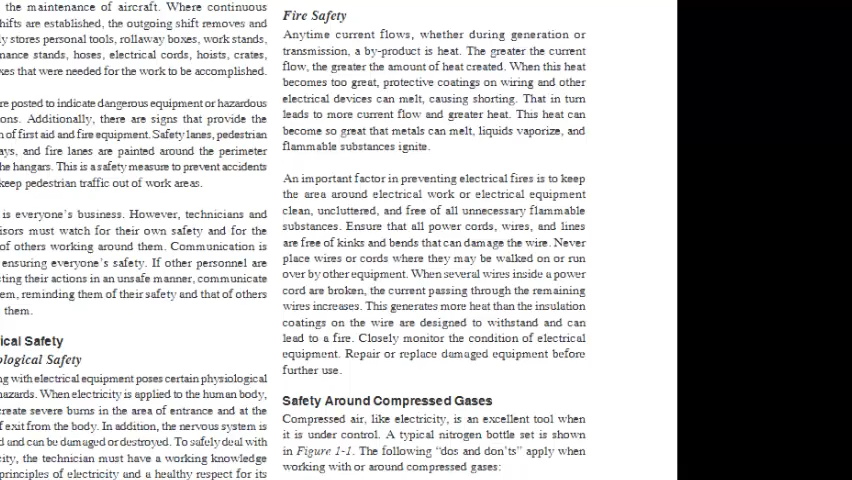 the maintenance of aircraft. Where continuous
shifts are established, the outgoing shift removes and
stores personal tools, rollaway boxes, work stands,
stands, hoses, electrical cords, hoists, crates,
that were needed for the work to be accomplished.
posted to indicate dangerous equipment or hazardous
Additionally, there are signs that provide the
of first aid and fire equipment. Safety lanes, pedestrian
and fire lanes are painted around the perimeter
the hangars. This is a safety measure to prevent accidents
keep pedestrian traffic out of work areas.
is everyone's business. However, technicians and
must watch for their own safety and for the
of others working around them. Communication is
ensuring everyone's safety. If other personnel are
their actions in an unsafe manner, communicate
reminding them of their safety and that of others
them.
ical Safety
ological Safety
with electrical equipment poses certain physiological
hazards. When electricity is applied to the human body,
create severe burns in the area of entrance and at the
f exit from the body. In addition, the nervous system is
d and can be damaged or destroyed. To safely deal with
city, the technician must have a working knowledge
principles of electricity and a healthy respect for its
Fire Safety
Anytime current flows, whether during generation or
transmission, a by-product is heat. The greater the current
flow, the greater the amount of heat created. When this heat
becomes too great, protective coatings on wiring and other
electrical devices can melt, causing shorting. That in turn
leads to more current flow and greater heat. This heat can
become so great that metals can melt, liquids vaporize, and
flammable substances ignite.
An important factor in preventing electrical fires is to keep
the area around electrical work or electrical equipment
clean, uncluttered, and free of all unnecessary flammable
substances. Ensure that all power cords, wires, and lines
are free of kinks and bends that can damage the wire. Never
place wires or cords where they may be walked on or run
over by other equipment. When several wires inside a power
cord are broken, the current passing through the remaining
wires increases. This generates more heat than the insulation
coatings on the wire are designed to withstand and can
lead to a fire. Closely monitor the condition of electrical
equipment. Repair or replace damaged equipment before
further use.
Safety Around Compressed Gases
Compressed air, like electricity, is an excellent tool when
it is under control. A typical nitrogen bottle set is shown
in Figure 1-1. The following “dos and don'ts” apply when
working with or around compressed gases: